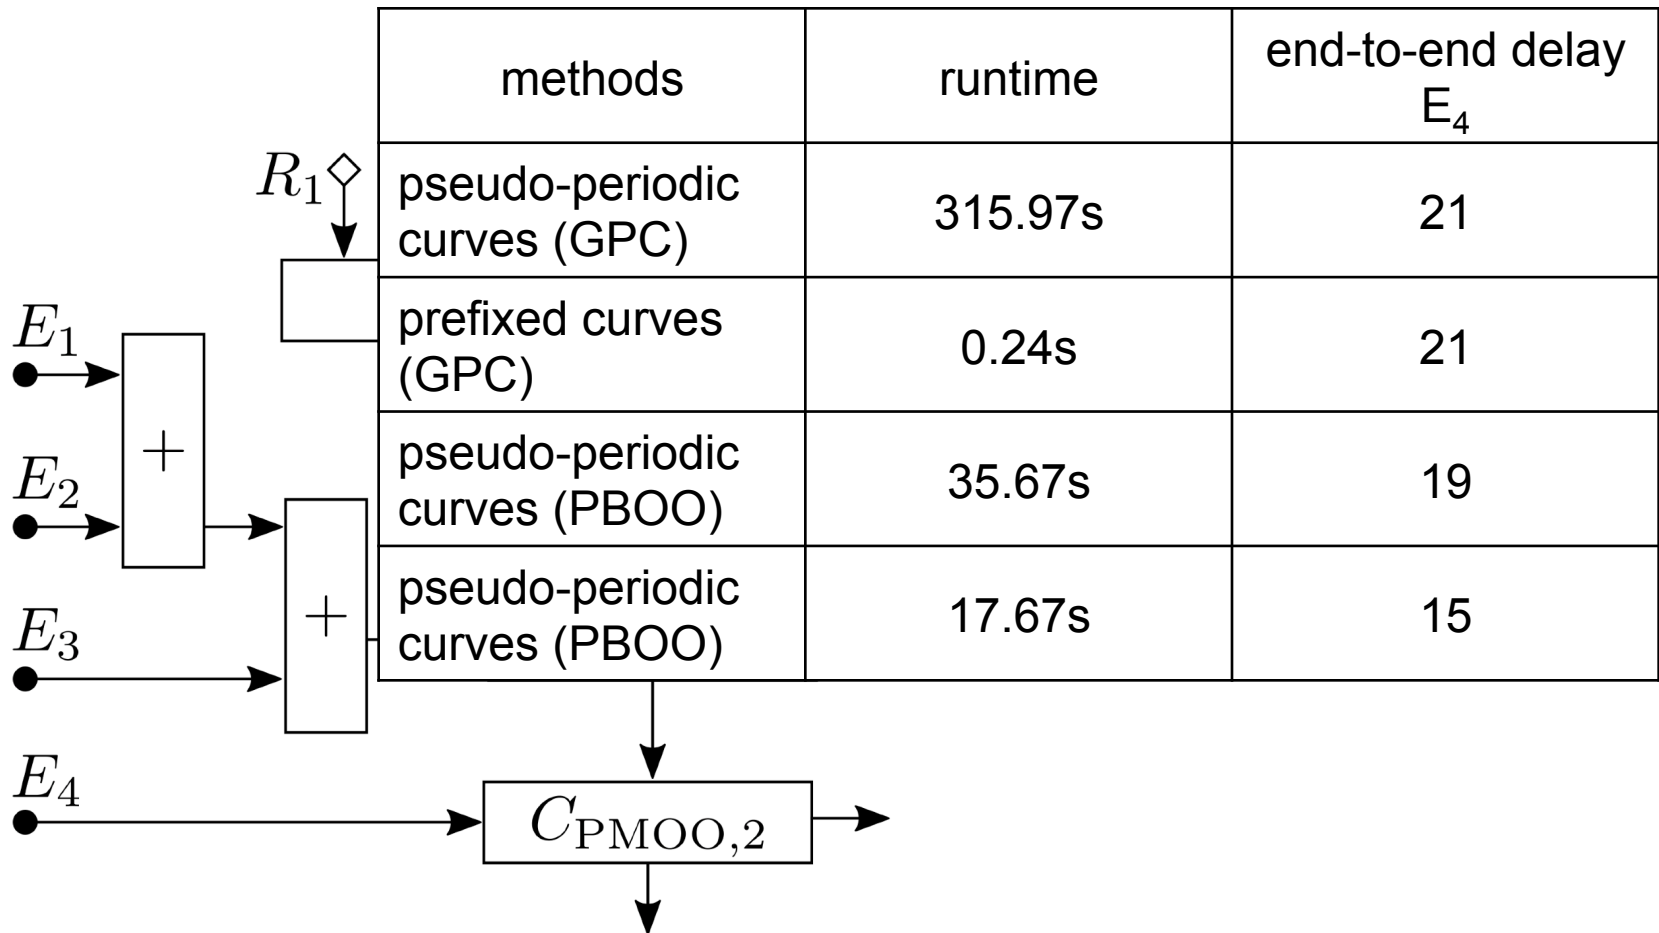 methods runtime end-to-end delay
E₄
R₁
pseudo-periodic
curves (GPC) 315.97s 21
prefixed curves
(GPC) 0.24s 21
pseudo-periodic
curves (PBOO) 35.67s 19
pseudo-periodic
curves (PBOO) 17.67s 15
E₁
+
E₂
+
E₃
E₄
C_PMOO,2